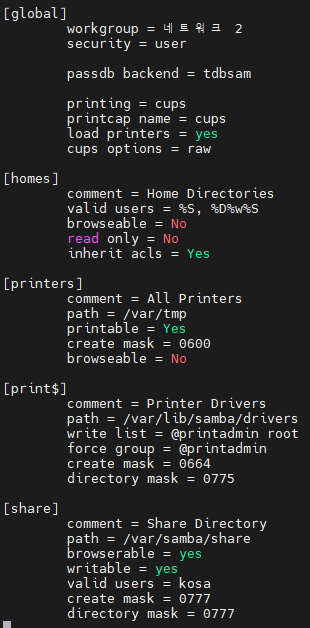 [global]
workgroup = 네트워크 2
security = user
passdb backend = tdbsam
printing = cups
printcap name = cups
load printers = yes
cups options = raw
[homes]
comment = Home Directories
valid users = %S, %D%w%S
browseable = No
read only = No
inherit acls = Yes
[printers]
comment = All Printers
path = /var/tmp
printable = Yes
create mask = 0600
browseable = No
[print$]
comment = Printer Drivers
path = /var/lib/samba/drivers
write list = @printadmin root
force group = @printadmin
create mask = 0664
directory mask = 0775
[share]
comment = Share Directory
path = /var/samba/share
browserable = yes
writable = yes
valid users = kosa
create mask = 0777
directory mask = 0777